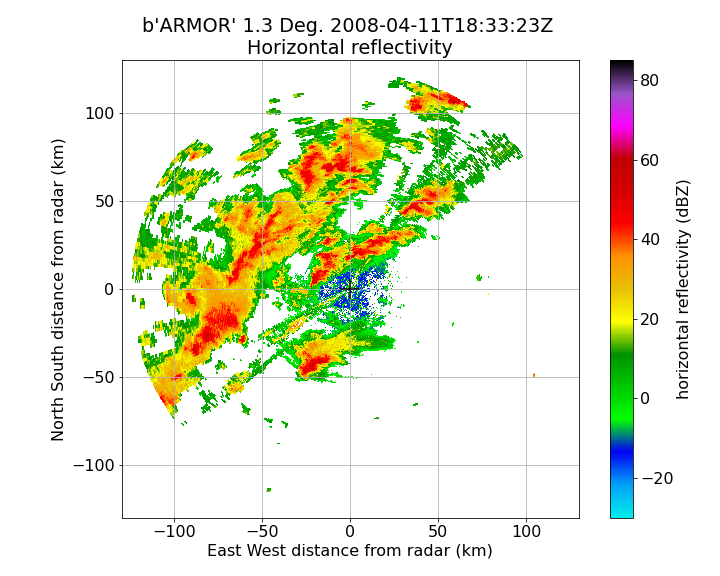 b'ARMOR' 1.3 Deg. 2008-04-11T18:33:23Z
Horizontal reflectivity
North South distance from radar (km)
100
50
0
−50
−100
−100 −50 0 50 100
East West distance from radar (km)
80
60
40
20
0
−20
horizontal reflectivity (dBZ)